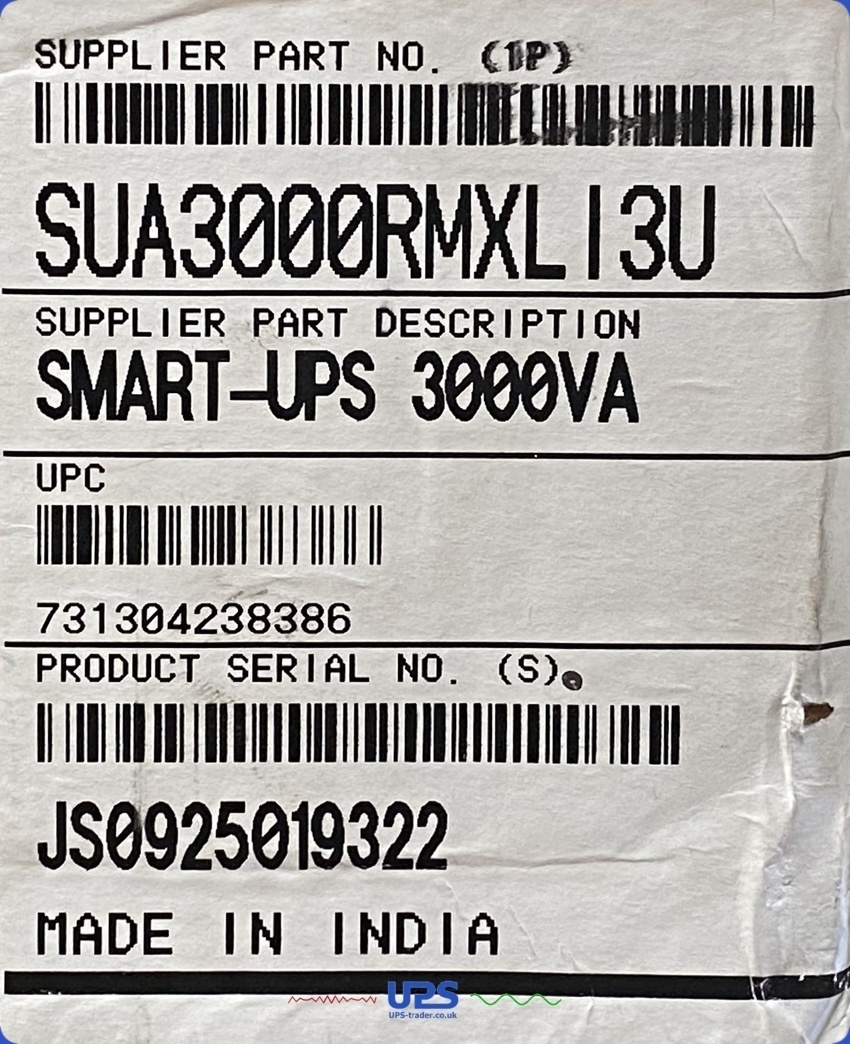 SUPPLIER PART NO. (1P)
SUA3000RMXLI3U
SUPPLIER PART DESCRIPTION
SMART-UPS 3000VA
UPC
731304238386
PRODUCT SERIAL NO. (S)
JS0925019322
MADE IN INDIA
UPS
UPS-trader.co.uk